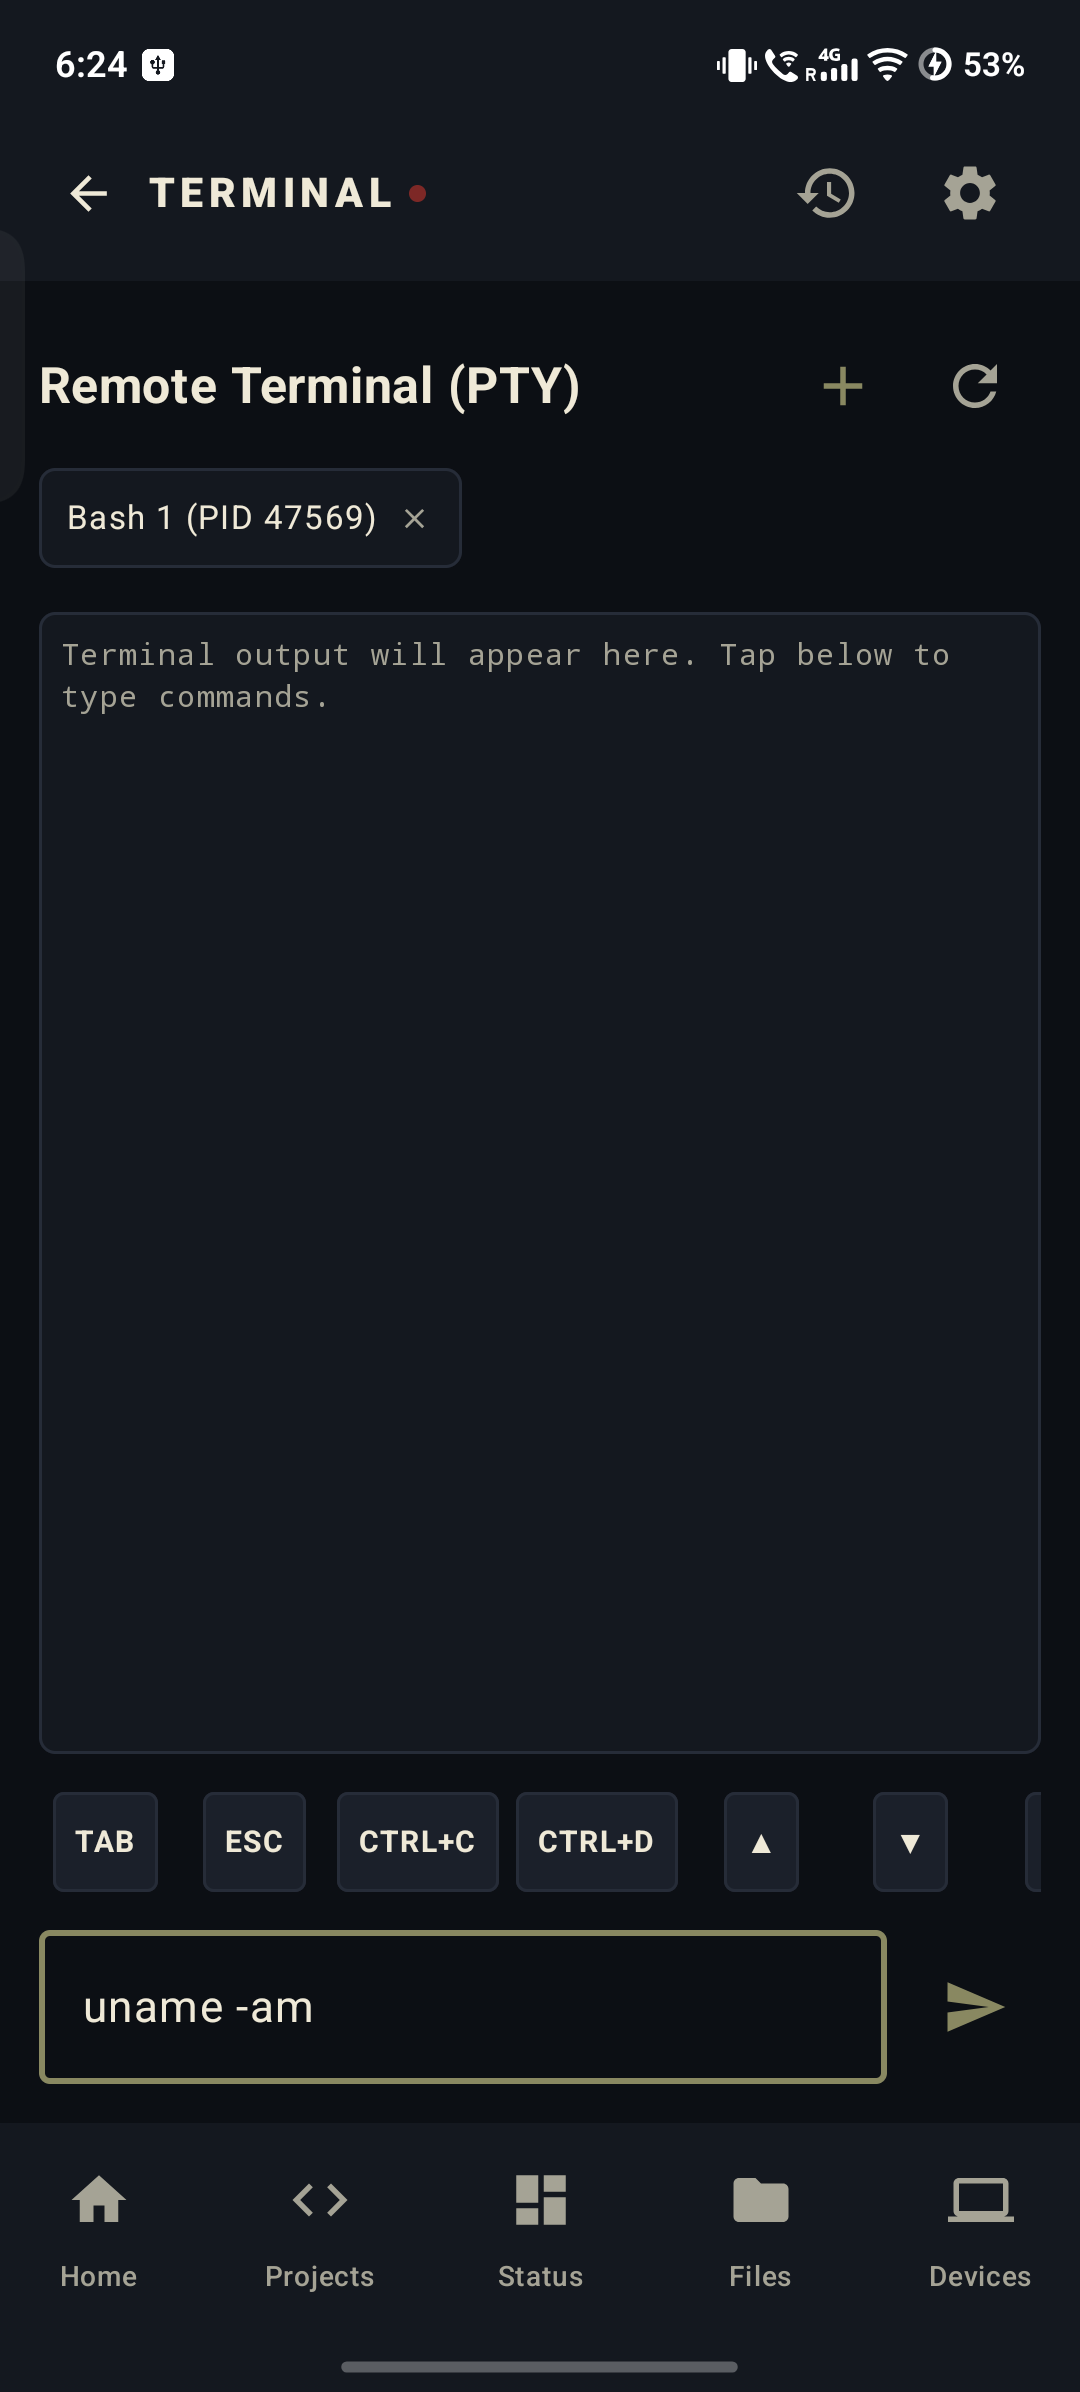 6:24
4G
R
53%
TERMINAL
Remote Terminal (PTY)
Bash 1 (PID 47569)
Terminal output will appear here. Tap below to
type commands.
TAB
ESC
CTRL+C
CTRL+D
▲
▼
uname -am
Home
Projects
Status
Files
Devices